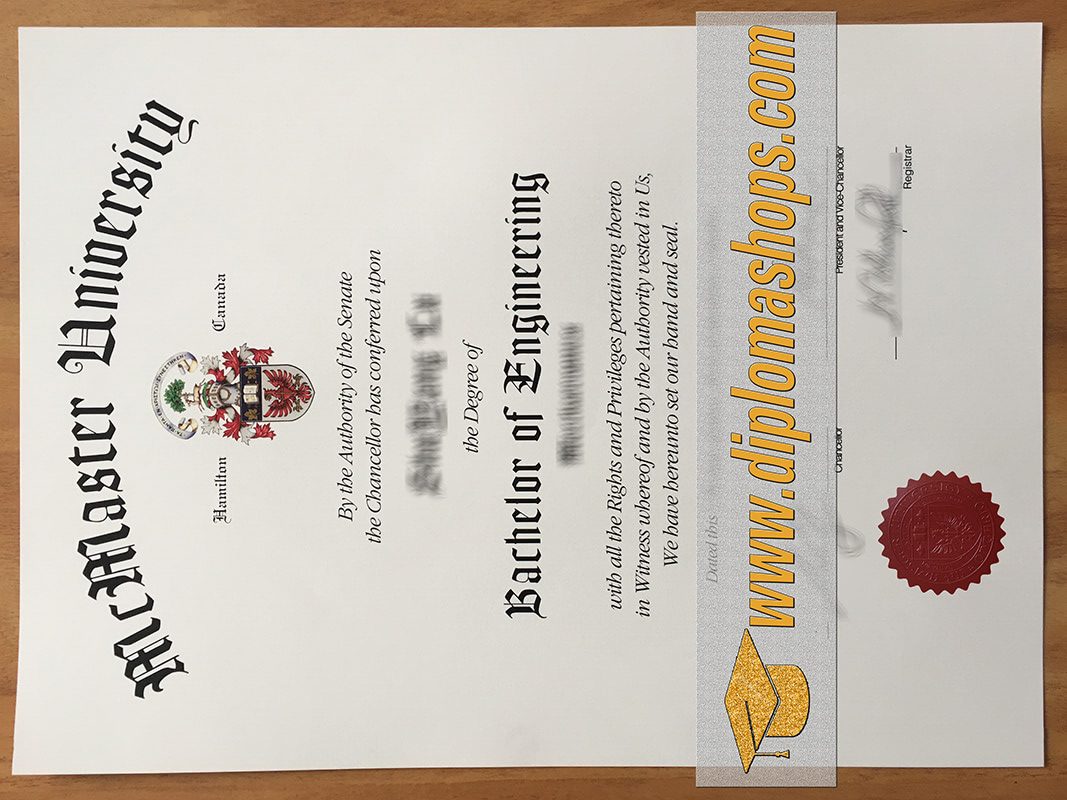 McMaster University
Hamilton Canada
By the Authority of the Senate
the Chancellor has conferred upon
the Degree of
Bachelor of Engineering
with all the Rights and Privileges pertaining thereto
in Witness whereof and by the Authority vested in Us,
We have hereunto set our hand and seal.
Dated this
www.diplomashops.com
Chancellor
President and Vice-Chancellor
Registrar